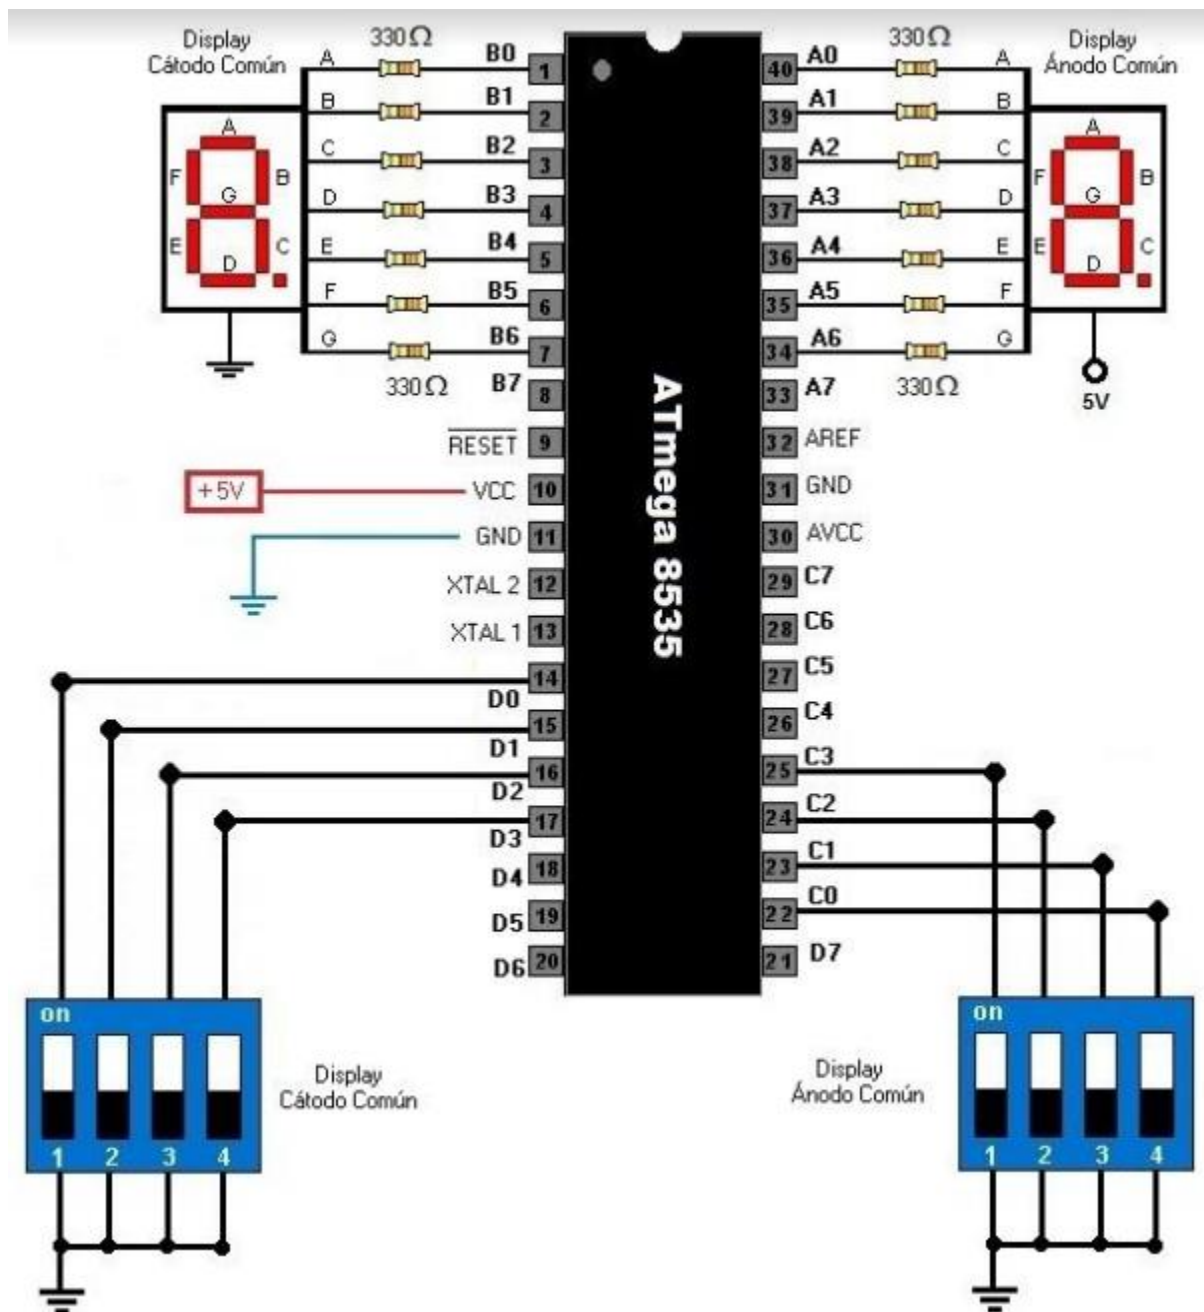 Display
Cátodo Común
330Ω
330Ω
Display
Ánodo Común
A
B0
1
40
A0
A
B
B1
2
39
A1
B
C
B2
3
38
A2
C
D
B3
4
37
A3
D
E
B4
5
36
A4
E
F
B5
6
35
A5
F
G
B6
7
34
A6
G
A
F
B
G
E
C
D
A
F
B
G
E
C
D
330Ω
B7
8
33
A7
330Ω
5V
RESET
9
32
AREF
+5V
VCC
10
31
GND
GND
11
30
AVCC
XTAL 2
12
29
C7
XTAL 1
13
28
C6
ATmega 8535
14
D0
27
C5
15
D1
26
C4
16
D2
25
C3
17
D3
24
C2
D4
18
23
C1
D5
19
22
C0
D6
20
21
D7
on
1 2 3 4
Display
Cátodo Común
Display
Ánodo Común
on
1 2 3 4